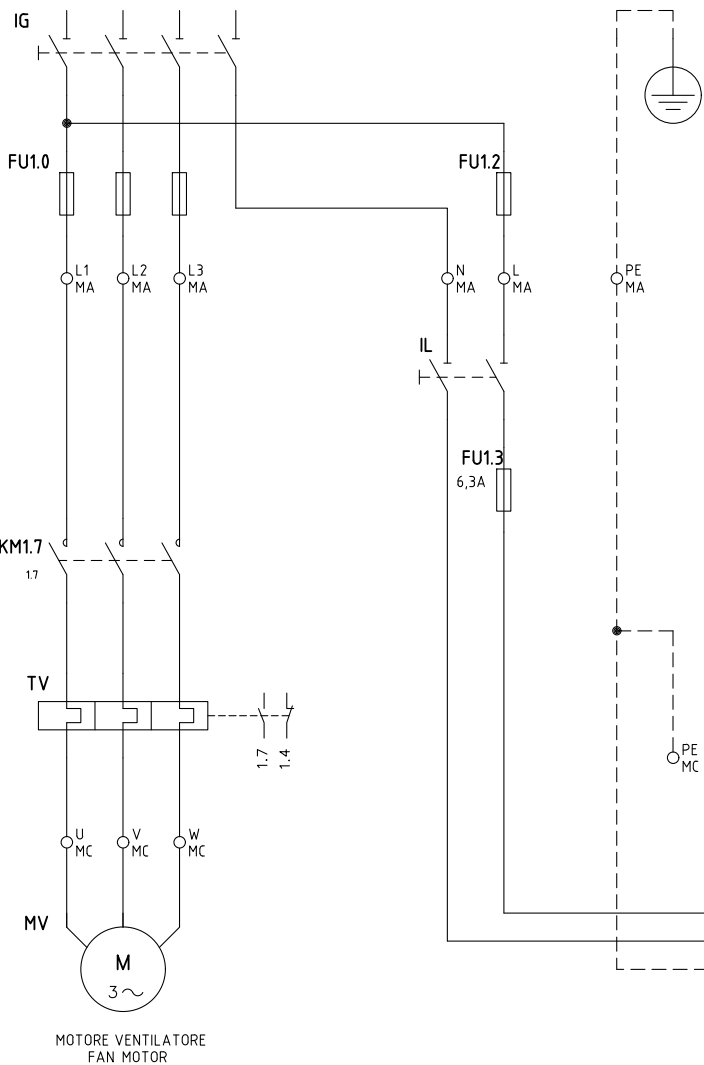 IG
FU1.0
FU1.2
L1
MA
L2
MA
L3
MA
N
MA
L
MA
PE
MA
IL
FU1.3
6,3A
KM1.7
1.7
TV
1.7
1.4
PE
MC
U
MC
V
MC
W
MC
MV
M
3~
MOTORE VENTILATORE
FAN MOTOR